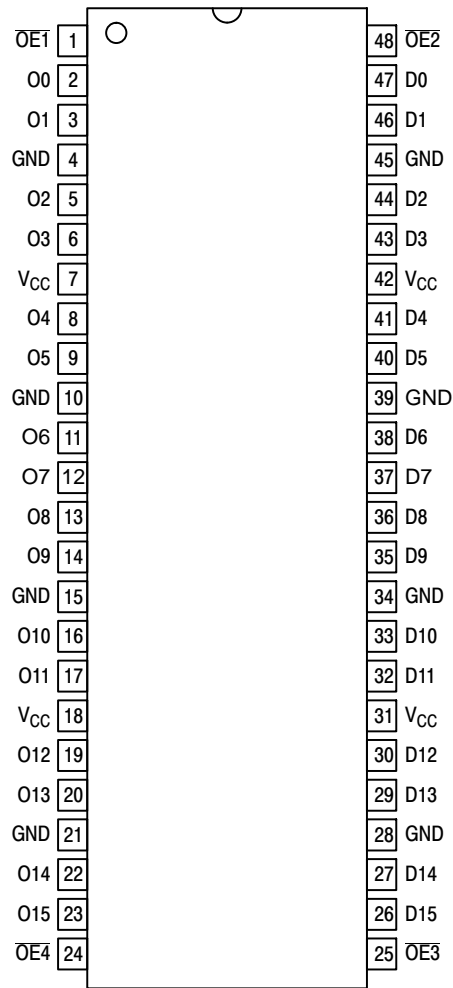 O̅E̅1̅ 1 48 O̅E̅2̅
O0 2 47 D0
O1 3 46 D1
GND 4 45 GND
O2 5 44 D2
O3 6 43 D3
VCC 7 42 VCC
O4 8 41 D4
O5 9 40 D5
GND 10 39 GND
O6 11 38 D6
O7 12 37 D7
O8 13 36 D8
O9 14 35 D9
GND 15 34 GND
O10 16 33 D10
O11 17 32 D11
VCC 18 31 VCC
O12 19 30 D12
O13 20 29 D13
GND 21 28 GND
O14 22 27 D14
O15 23 26 D15
O̅E̅4̅ 24 25 O̅E̅3̅